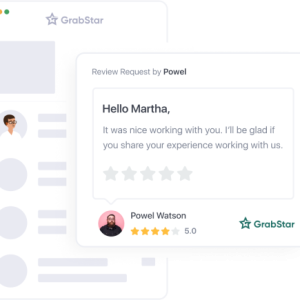 GrabStar
Review Request by Powel
Hello Martha,
It was nice working with you. I'll be glad if
you share your experience working with us.
Powel Watson
5.0
GrabStar